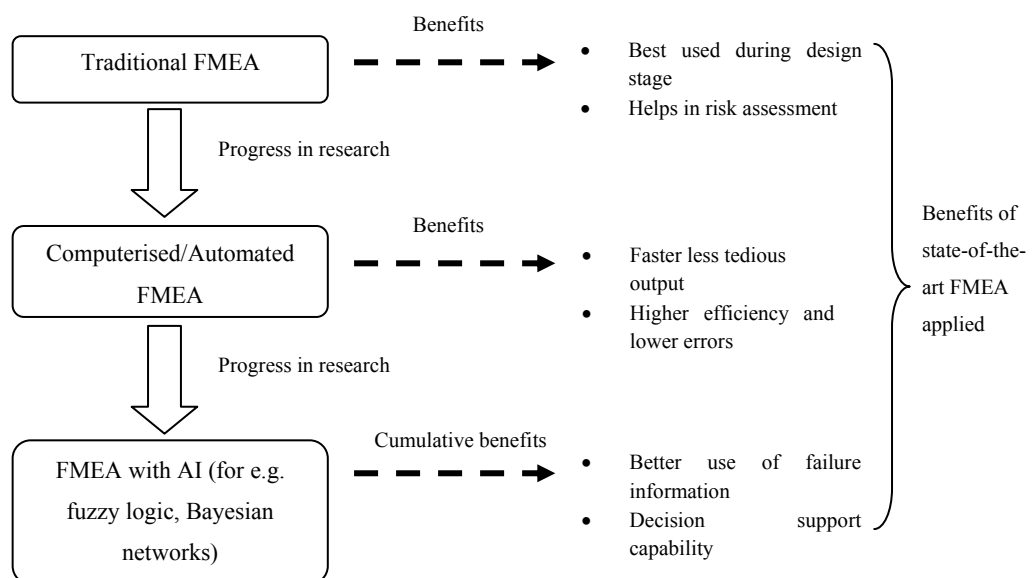 Benefits
Traditional FMEA
• Best used during design
stage
• Helps in risk assessment
Progress in research
Benefits
Computerised/Automated
FMEA
• Faster less tedious
output
• Higher efficiency and
lower errors
Benefits of
state-of-the-
art FMEA
applied
Progress in research
Cumulative benefits
FMEA with AI (for e.g.
fuzzy logic, Bayesian
networks)
• Better use of failure
information
• Decision support
capability